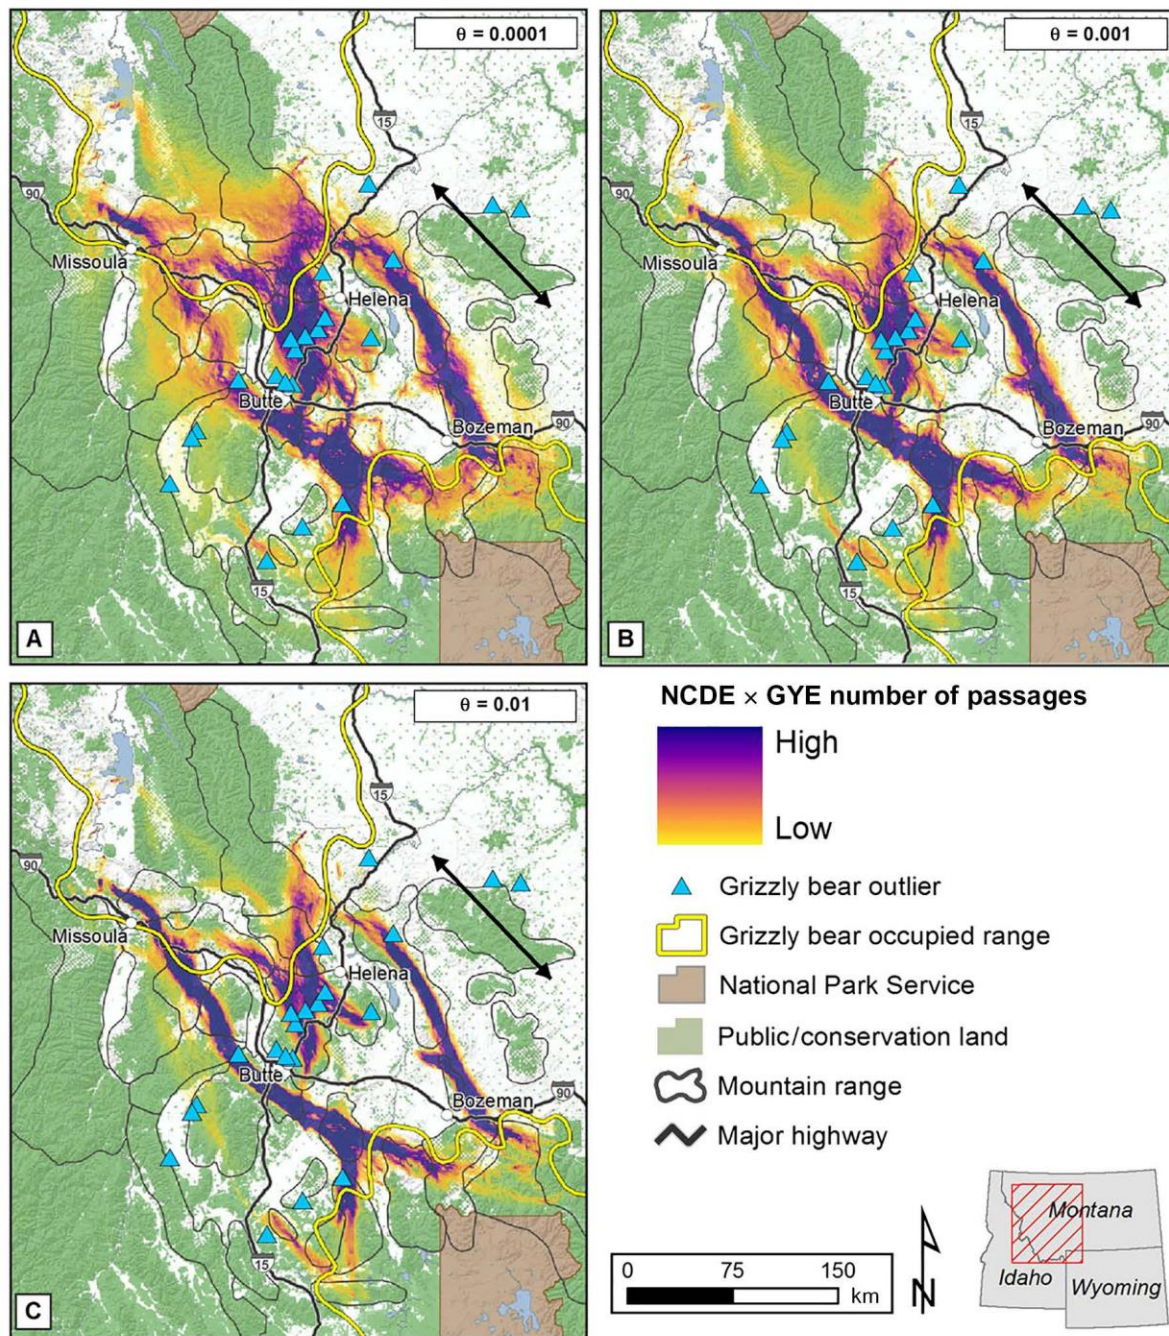 θ = 0.0001
15
90
Missoula
Helena
Butte
Bozeman
90
15
A
θ = 0.001
15
90
Missoula
Helena
Butte
Bozeman
90
15
B
θ = 0.01
15
90
Missoula
Helena
Butte
Bozeman
90
15
C
NCDE × GYE number of passages
High
Low
Grizzly bear outlier
Grizzly bear occupied range
National Park Service
Public/conservation land
Mountain range
Major highway
0 75 150
km
N
Montana
Idaho
Wyoming